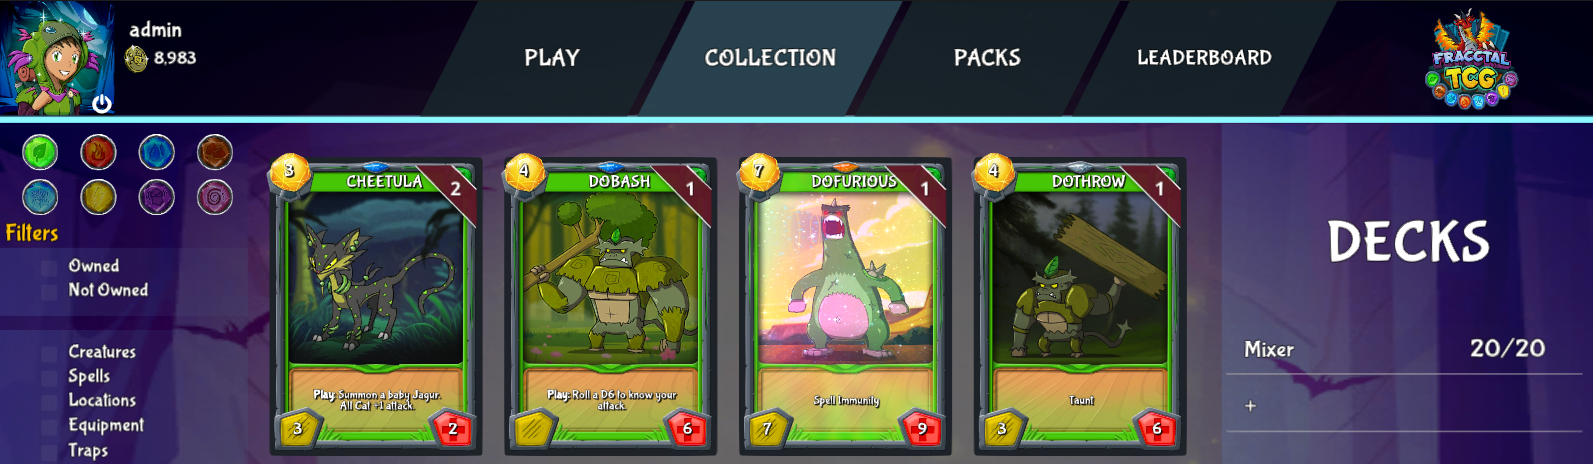 admin
8,983
PLAY
COLLECTION
PACKS
LEADERBOARD
FRACCTAL
TCG
Filters
Owned
Not Owned
Creatures
Spells
Locations
Equipment
Traps
3
CHEETULA
2
Play: Summon a baby Jagur.
All Cat +1 attack.
3
2
4
DOBASH
1
Play: Roll a D6 to know your
attack.
6
7
DOFURIOUS
1
Spell Immunity
7
9
4
DOTHROW
1
Taunt
3
6
DECKS
Mixer
20/20
+